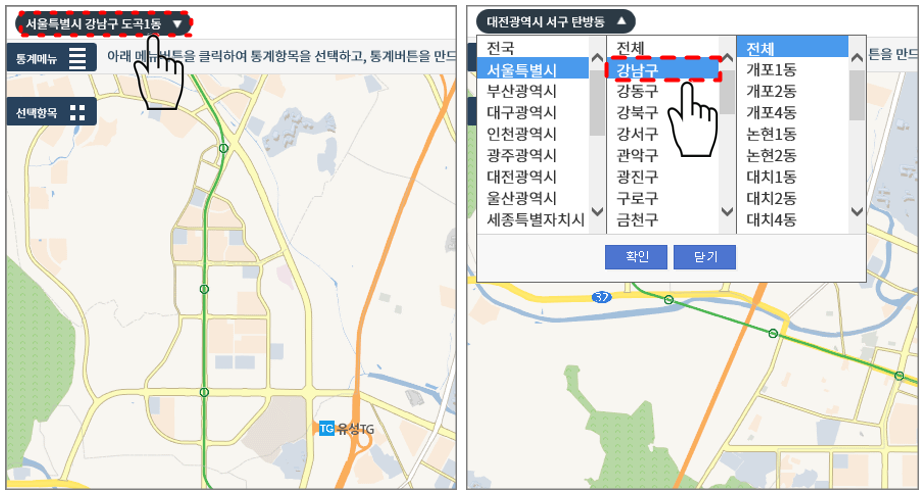 서울특별시 강남구 도곡1동 ▼
통계메뉴
아래 메뉴버튼을 클릭하여 통계항목을 선택하고, 통계버튼을 만드
선택항목
TG 유성TG
대전광역시 서구 탄방동 ▲
튼을 만드
전국
서울특별시
부산광역시
대구광역시
인천광역시
광주광역시
대전광역시
울산광역시
세종특별자치시
전체
강남구
강동구
강북구
강서구
관악구
광진구
구로구
금천구
전체
개포1동
개포2동
개포4동
논현1동
논현2동
대치1동
대치2동
대치4동
확인
닫기
32